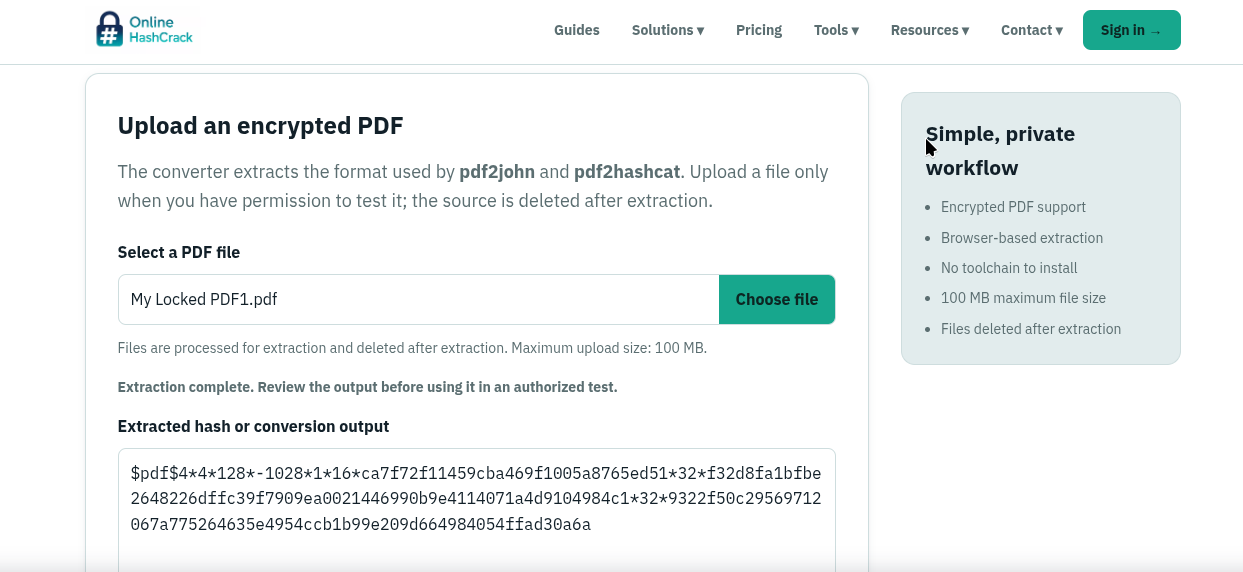 Online
HashCrack
Guides
Solutions ▾
Pricing
Tools ▾
Resources ▾
Contact ▾
Sign in →
Upload an encrypted PDF
The converter extracts the format used by pdf2john and pdf2hashcat. Upload a file only
when you have permission to test it; the source is deleted after extraction.
Select a PDF file
My Locked PDF1.pdf
Choose file
Files are processed for extraction and deleted after extraction. Maximum upload size: 100 MB.
Extraction complete. Review the output before using it in an authorized test.
Extracted hash or conversion output
$pdf$4*4*128*-1028*1*16*ca7f72f11459cba469f1005a8765ed51*32*f32d8fa1bfbe
2648226dffc39f7909ea0021446990b9e4114071a4d9104984c1*32*9322f50c29569712
067a775264635e4954ccb1b99e209d664984054ffad30a6a
Simple, private
workflow
Encrypted PDF support
Browser-based extraction
No toolchain to install
100 MB maximum file size
Files deleted after extraction